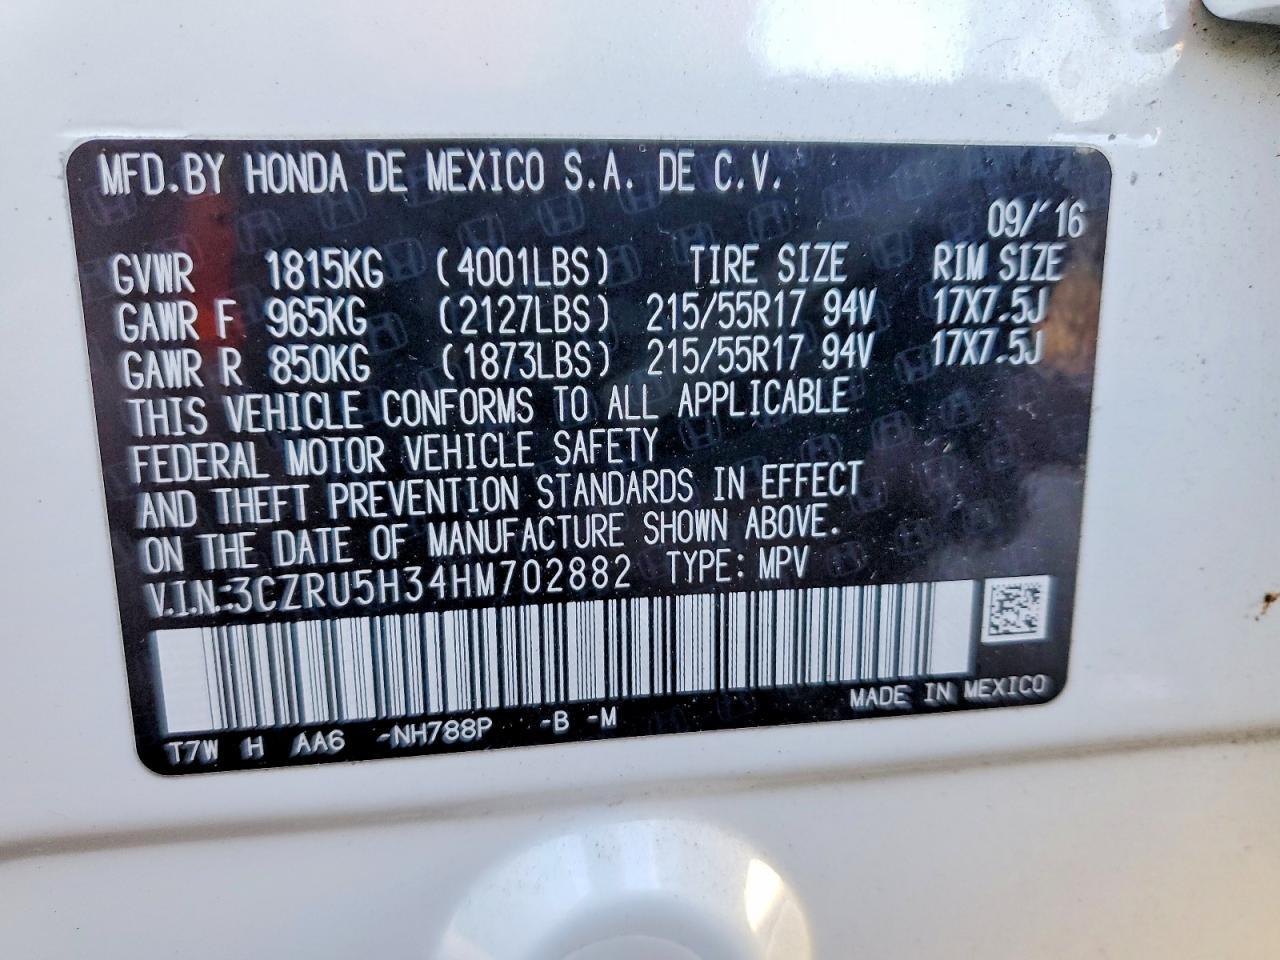 MFD.BY HONDA DE MEXICO S.A. DE C.V.
09/'16
GVWR 1815KG (4001LBS) TIRE SIZE RIM SIZE
GAWR F 965KG (2127LBS) 215/55R17 94V 17X7.5J
GAWR R 850KG (1873LBS) 215/55R17 94V 17X7.5J
THIS VEHICLE CONFORMS TO ALL APPLICABLE
FEDERAL MOTOR VEHICLE SAFETY
AND THEFT PREVENTION STANDARDS IN EFFECT
ON THE DATE OF MANUFACTURE SHOWN ABOVE.
V.I.N.:3CZRU5H34HM702882 TYPE: MPV
MADE IN MEXICO
T7W H AA6 -NH788P -B -M